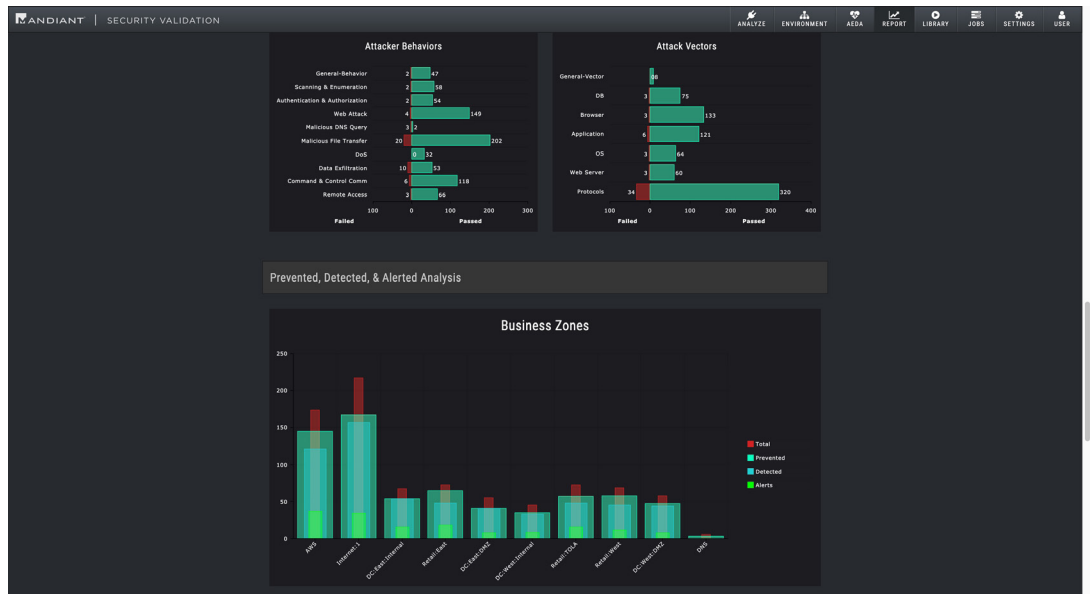 MANDIANT | SECURITY VALIDATION
ANALYZE ENVIRONMENT AEDA REPORT LIBRARY JOBS SETTINGS USER
Attacker Behaviors
General-Behavior 2 47
Scanning & Enumeration 2 58
Authentication & Authorization 2 54
Web Attack 4 149
Malicious DNS Query 3 2
Malicious File Transfer 20 202
DoS 0 32
Data Exfiltration 10 53
Command & Control Comm 6 118
Remote Access 3 66
100 0 100 200 300
Failed Passed
Attack Vectors
General-Vector 0 8
DB 3 75
Browser 3 133
Application 6 121
OS 3 64
Web Server 3 60
Protocols 34 320
100 0 100 200 300 400
Failed Passed
Prevented, Detected, & Alerted Analysis
Business Zones
250
200
150
100
50
0
AWS
Internet:1
DC:East:Internal
Retail:East
DC:East:DMZ
DC:West:Internal
Retail:TOLA
Retail:West
DC:West:DMZ
DNS
Total
Prevented
Detected
Alerts